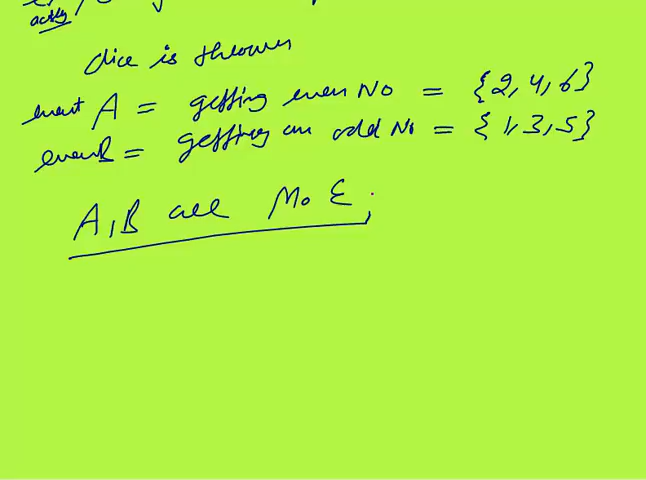 dice is thrown
event A = getting even No = {2, 4, 6}
event B = getting an odd No = {1, 3, 5}
A, B are M. E;